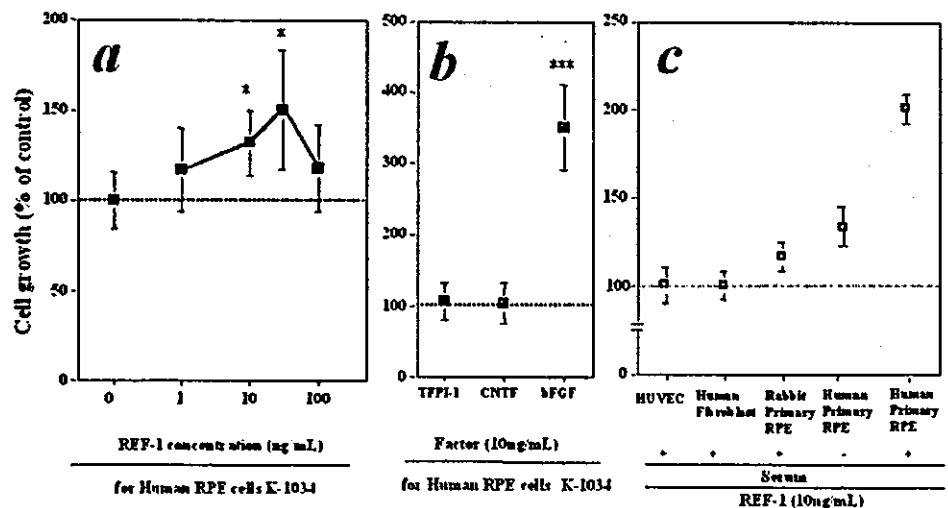 a
b
c
Cell growth (% of control)
200
150
100
50
0
*
*
0
1
10
100
REF-1 concentration (ng/mL)
for Human RPE cells K-1034
500
400
300
200
100
0
***
TFPI-1
CNTF
bFGF
Factor (10ng/mL)
for Human RPE cells K-1034
200
150
100
0
HUVEC
Human Fibroblast
Rabbit Primary RPE
Human Primary RPE
Human Primary RPE
+
+
+
-
+
Serum
REF-1 (10ng/mL)